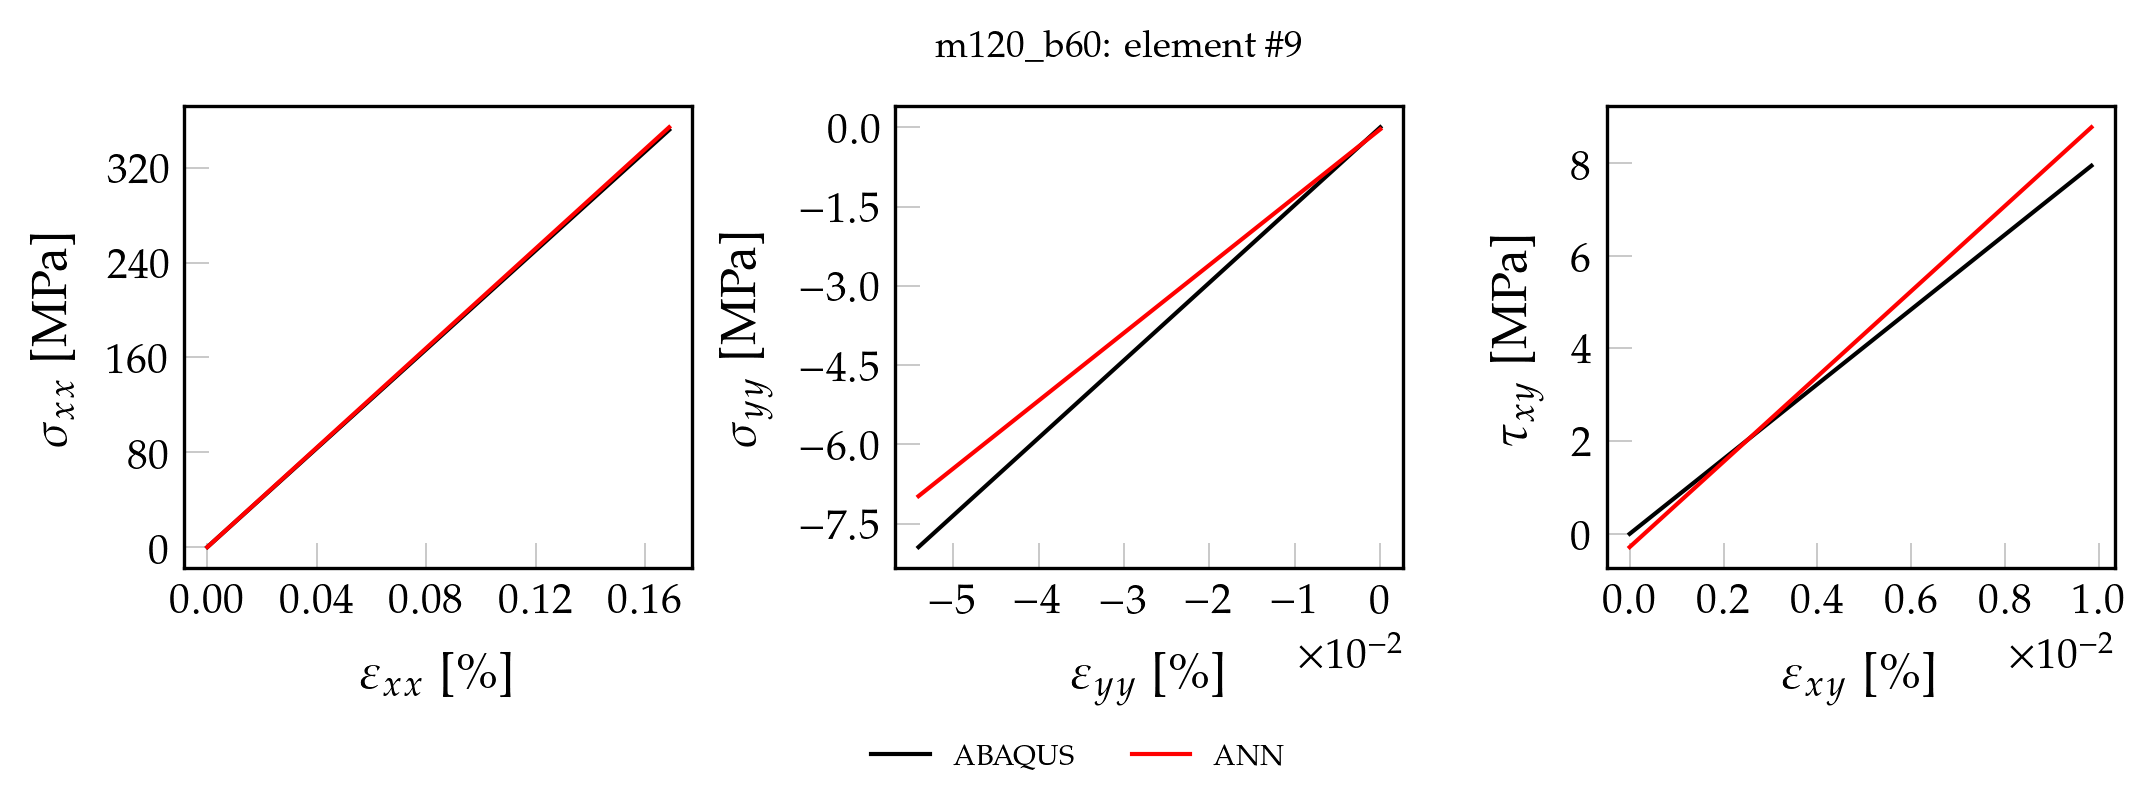 m120_b60: element #9
320
240
160
80
0
σxx [MPa]
0.00 0.04 0.08 0.12 0.16
εxx [%]
0.0
−1.5
−3.0
−4.5
−6.0
−7.5
σyy [MPa]
−5 −4 −3 −2 −1 0
×10−2
εyy [%]
8
6
4
2
0
τxy [MPa]
0.0 0.2 0.4 0.6 0.8 1.0
×10−2
εxy [%]
ABAQUS ANN